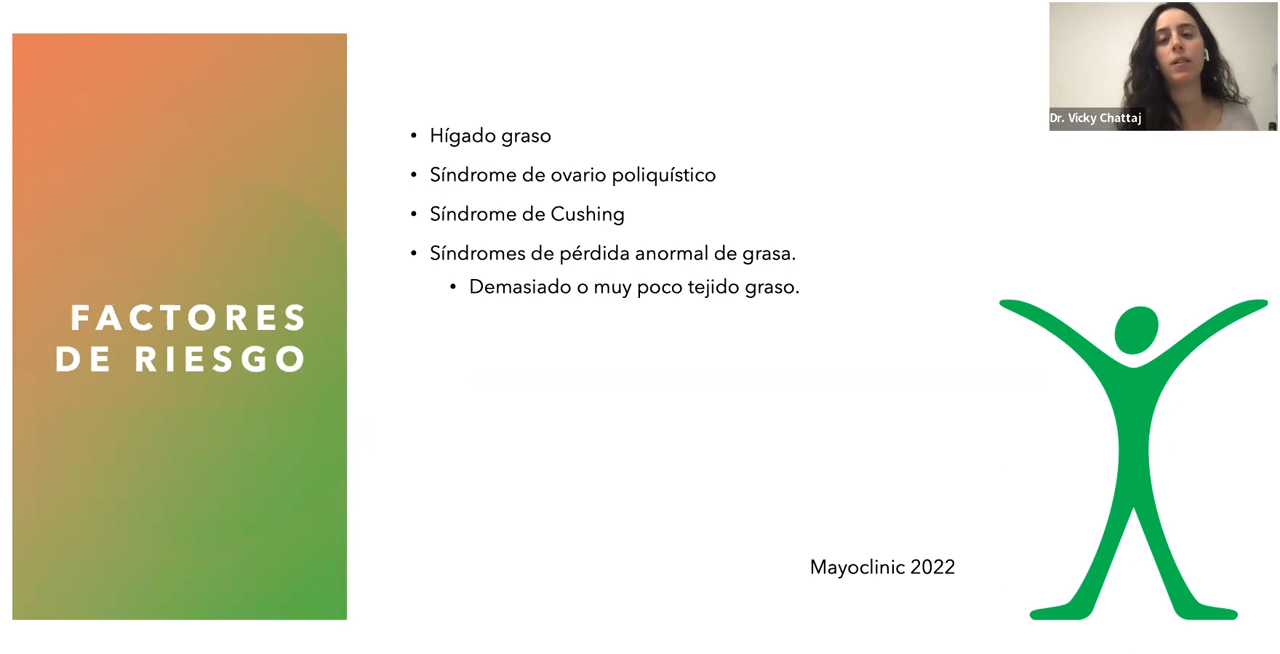 FACTORES
DE RIESGO
• Hígado graso
• Síndrome de ovario poliquístico
• Síndrome de Cushing
• Síndromes de pérdida anormal de grasa.
• Demasiado o muy poco tejido graso.
Mayoclinic 2022
Dr. Vicky Chattaj